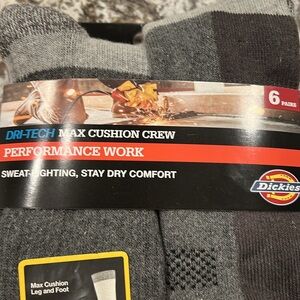 6 PAIRS
DRI-TECH MAX CUSHION CREW
PERFORMANCE WORK
SWEAT-FIGHTING, STAY DRY COMFORT
Dickies
Max Cushion
Leg and Foot